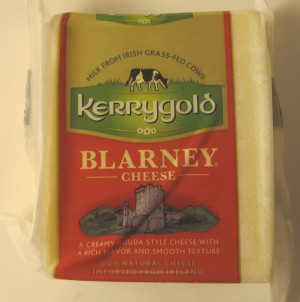 MILK FROM IRISH GRASS-FED COWS
Kerrygold
BLARNEY®
CHEESE
A CREAMY GOUDA STYLE CHEESE WITH
A RICH FLAVOR AND SMOOTH TEXTURE
100% NATURAL CHEESE
IMPORTED FROM IRELAND